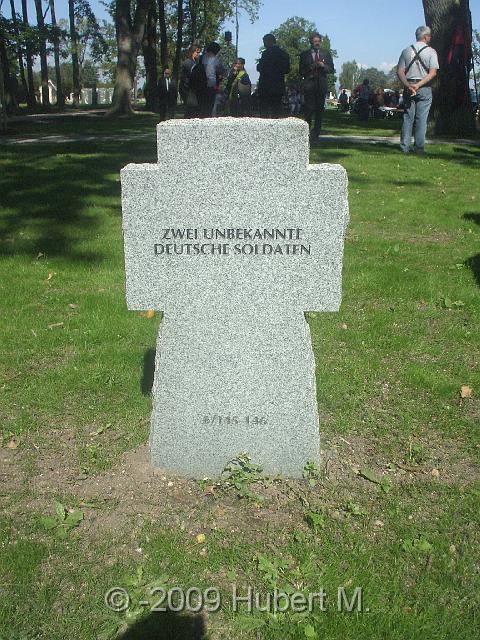 ZWEI UNBEKANNTE
DEUTSCHE SOLDATEN
6/145-146
© -2009 Hubert M.